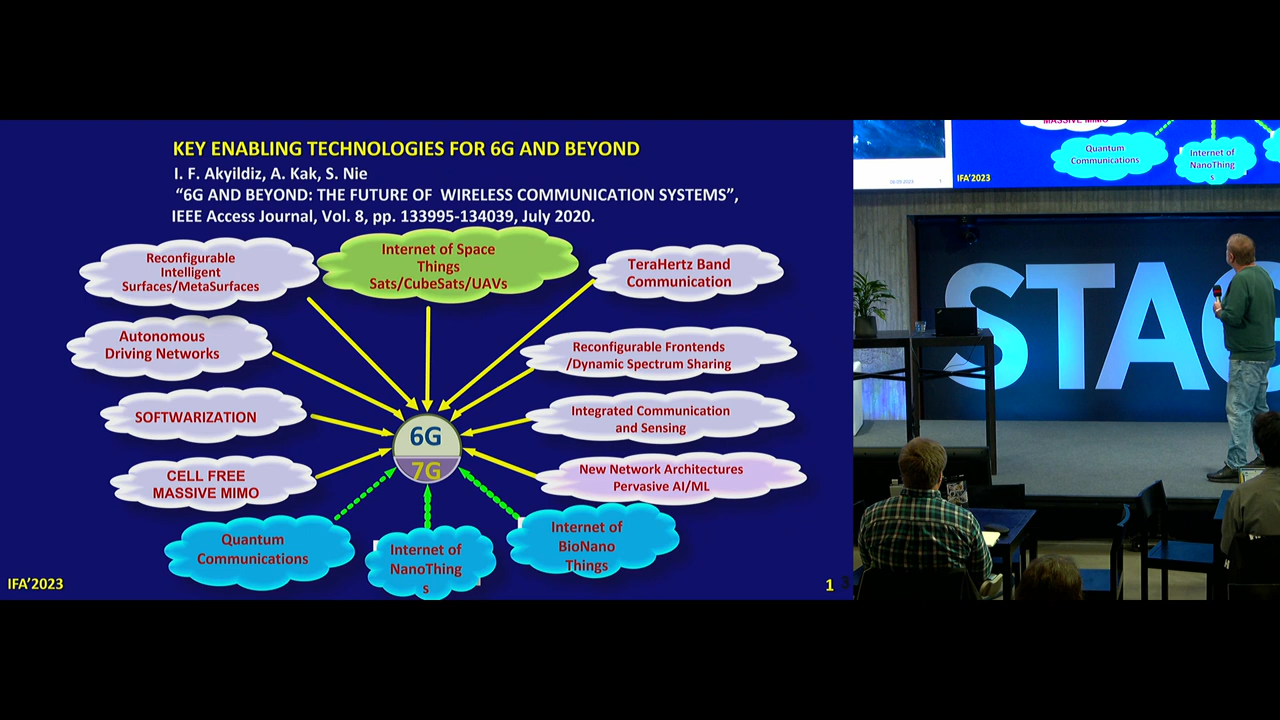 KEY ENABLING TECHNOLOGIES FOR 6G AND BEYOND
I. F. Akyildiz, A. Kak, S. Nie
“6G AND BEYOND: THE FUTURE OF WIRELESS COMMUNICATION SYSTEMS”,
IEEE Access Journal, Vol. 8, pp. 133995-134039, July 2020.
Reconfigurable
Intelligent
Surfaces/MetaSurfaces
Internet of Space
Things
Sats/CubeSats/UAVs
TeraHertz Band
Communication
Autonomous
Driving Networks
Reconfigurable Frontends
/Dynamic Spectrum Sharing
SOFTWARIZATION
Integrated Communication
and Sensing
6G
7G
CELL FREE
MASSIVE MIMO
New Network Architectures
Pervasive AI/ML
Quantum
Communications
Internet of
NanoThing
s
Internet of
BioNano
Things
IFA’2023
1
3
MASSIVE MIMO
Quantum
Communications
Internet of
NanoThing
s
IFA’2023
STAG